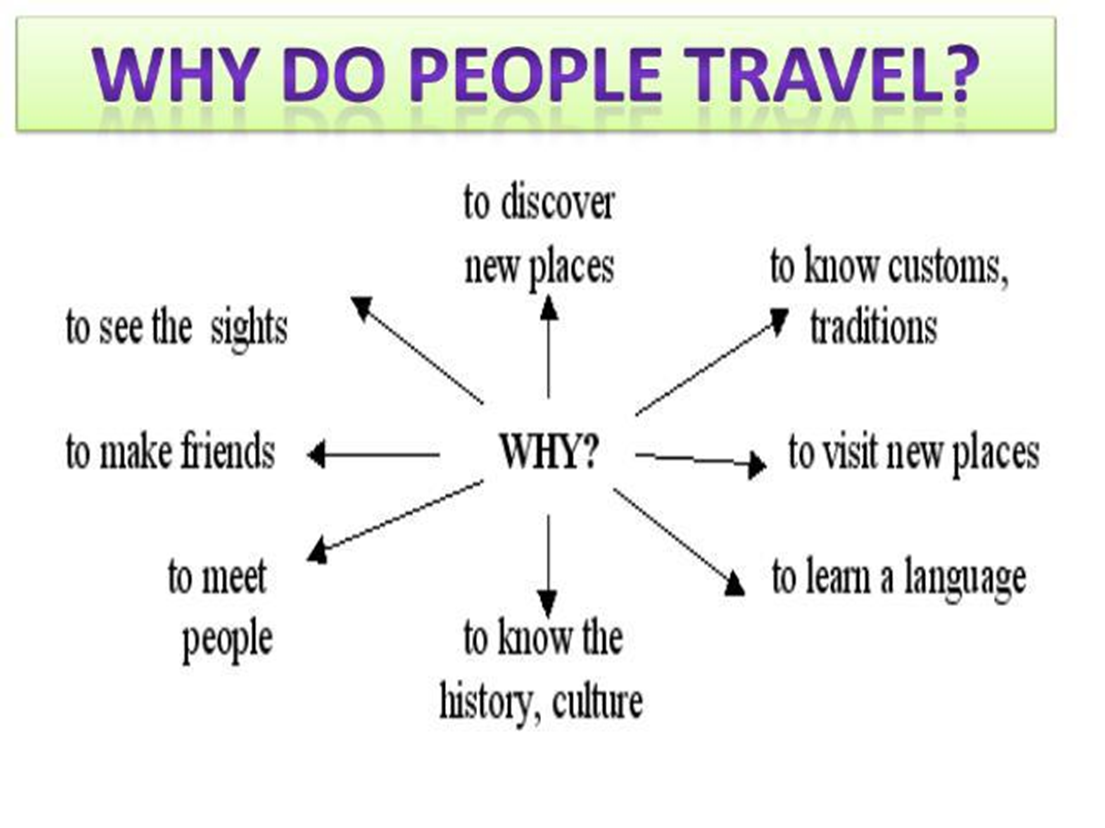 WHY DO PEOPLE TRAVEL?
to discover
new places
to know customs,
traditions
to see the sights
to make friends
WHY?
to visit new places
to meet
people
to learn a language
to know the
history, culture